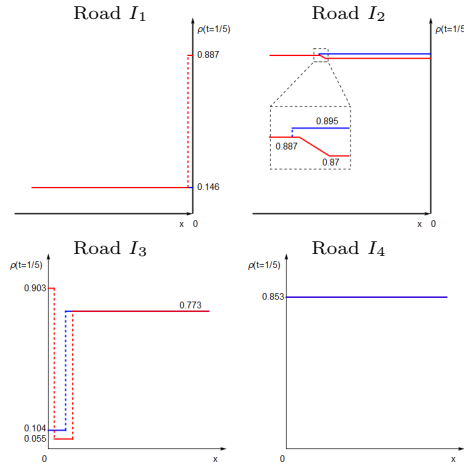 Road I₁
ρ(t=1/5)
0.887
0.146
x 0
Road I₂
ρ(t=1/5)
0.895
0.887
0.87
x 0
Road I₃
ρ(t=1/5)
0.903
0.773
0.104
0.055
0 x
Road I₄
ρ(t=1/5)
0.853
0 x